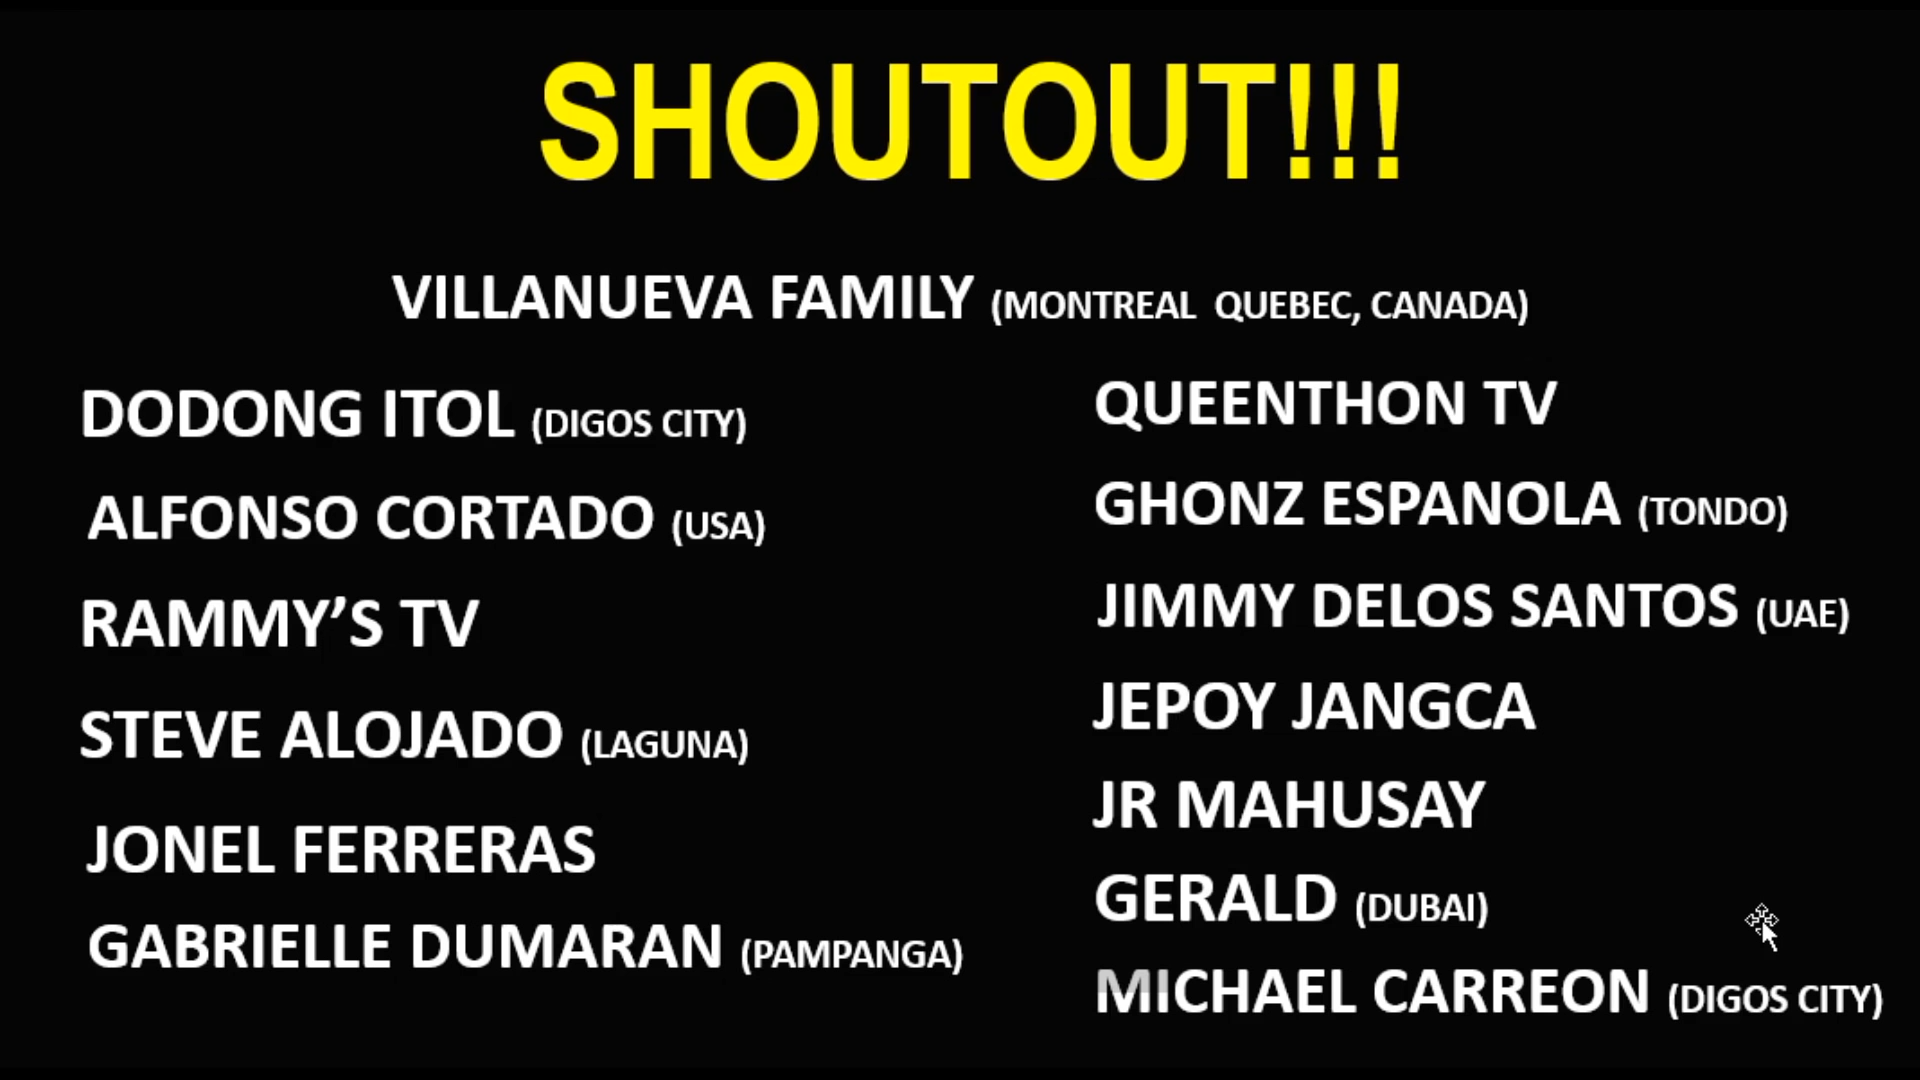 SHOUTOUT!!!
VILLANUEVA FAMILY (MONTREAL QUEBEC, CANADA)
DODONG ITOL (DIGOS CITY)
ALFONSO CORTADO (USA)
RAMMY’S TV
STEVE ALOJADO (LAGUNA)
JONEL FERRERAS
GABRIELLE DUMARAN (PAMPANGA)
QUEENTHON TV
GHONZ ESPANOLA (TONDO)
JIMMY DELOS SANTOS (UAE)
JEPOY JANGCA
JR MAHUSAY
GERALD (DUBAI)
MICHAEL CARREON (DIGOS CITY)